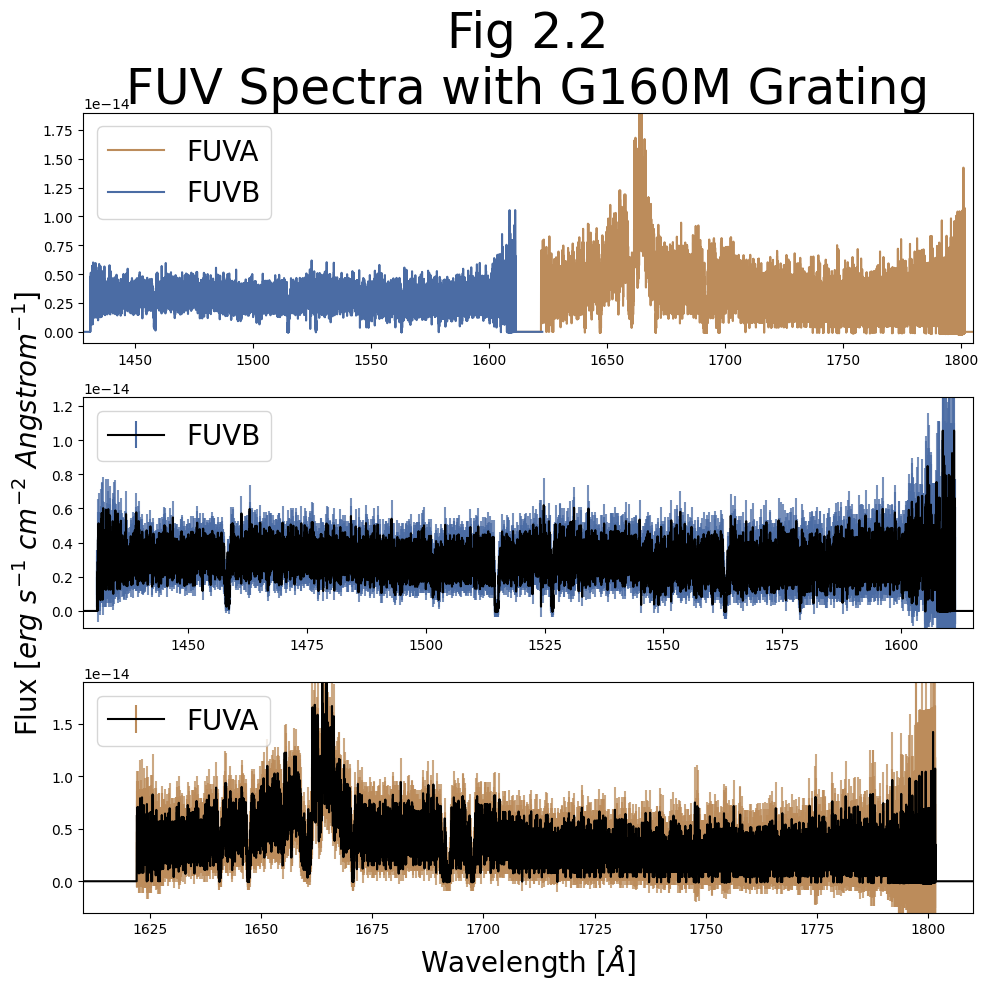 Fig 2.2
FUV Spectra with G160M Grating
1e−14
1.75
1.50
1.25
1.00
0.75
0.50
0.25
0.00
FUVA
FUVB
1450 1500 1550 1600 1650 1700 1750 1800
1e−14
1.2
1.0
0.8
0.6
0.4
0.2
0.0
FUVB
1450 1475 1500 1525 1550 1575 1600
1e−14
1.5
1.0
0.5
0.0
FUVA
1625 1650 1675 1700 1725 1750 1775 1800
Flux [erg s⁻¹ cm⁻² Angstrom⁻¹]
Wavelength [Å]